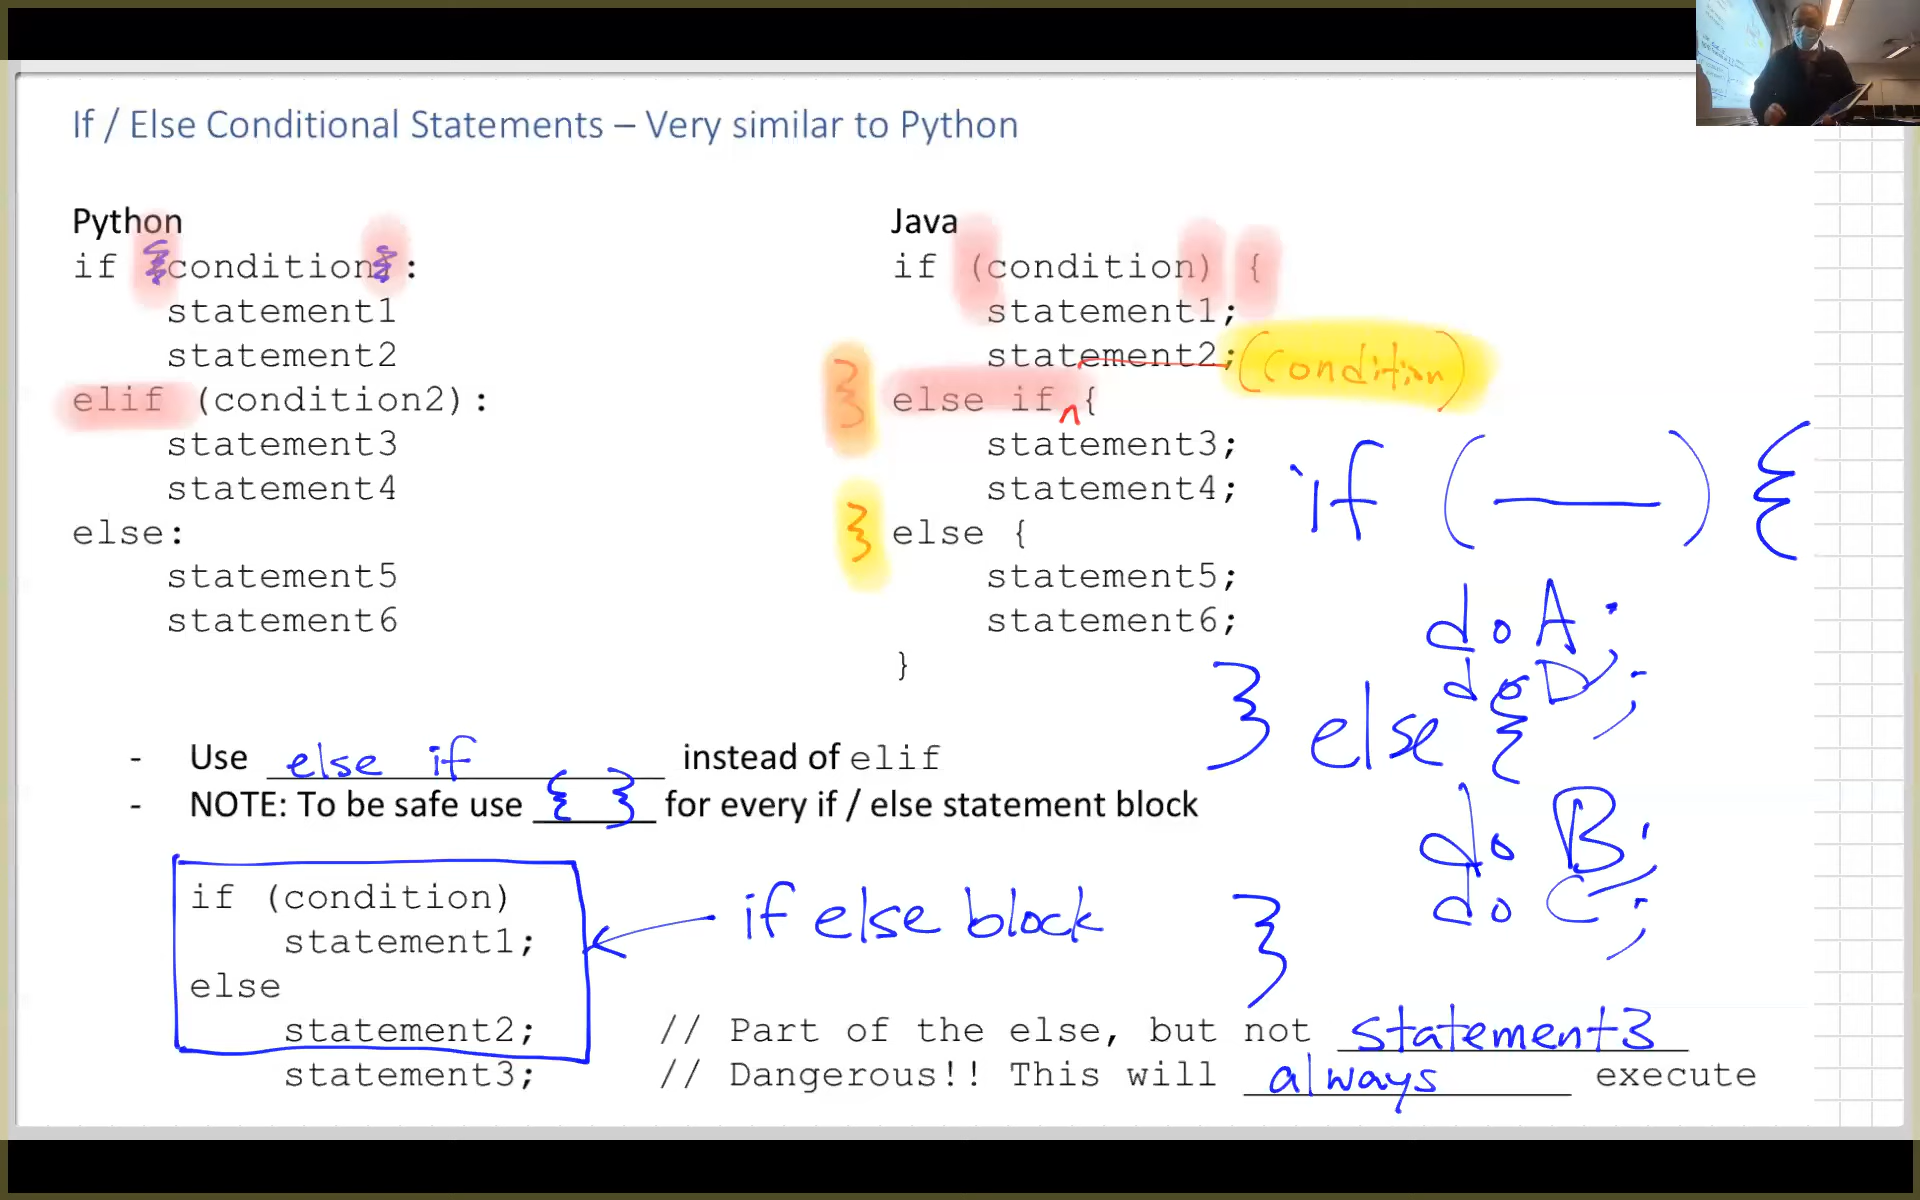 If / Else Conditional Statements – Very similar to Python
Python
if {condition}:
statement1
statement2
elif (condition2):
statement3
statement4
else:
statement5
statement6
Java
if (condition) {
statement1;
statement2;
(condition)
} else if {
statement3;
statement4;
} else {
statement5;
statement6;
}
if (____) {
do A;
do D;
} else {
do B;
do C;
}
- Use else if instead of elif
- NOTE: To be safe use { } for every if / else statement block
if (condition)
statement1;
else
statement2; // Part of the else, but not statement3
statement3; // Dangerous!! This will always execute
if else block